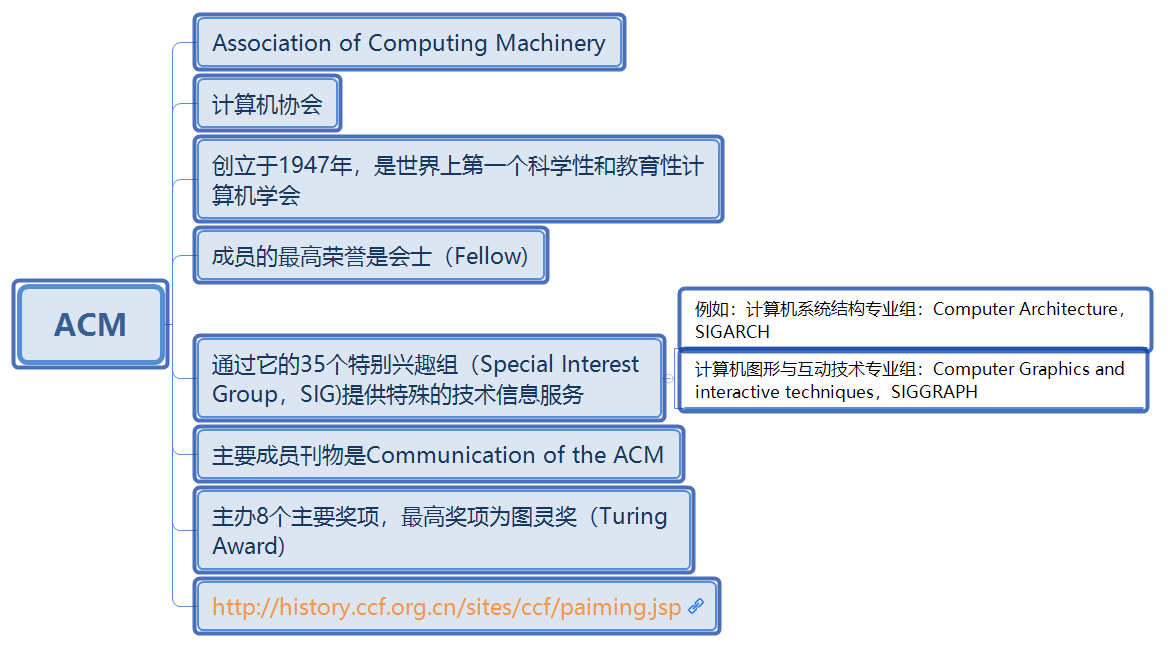 ACM
Association of Computing Machinery
计算机协会
创立于1947年，是世界上第一个科学性和教育性计
算机学会
成员的最高荣誉是会士（Fellow)
通过它的35个特别兴趣组（Special Interest
Group，SIG)提供特殊的技术信息服务
例如：计算机系统结构专业组：Computer Architecture，
SIGARCH
计算机图形与互动技术专业组：Computer Graphics and
interactive techniques，SIGGRAPH
主要成员刊物是Communication of the ACM
主办8个主要奖项，最高奖项为图灵奖（Turing
Award）
http://history.ccf.org.cn/sites/ccf/paiming.jsp